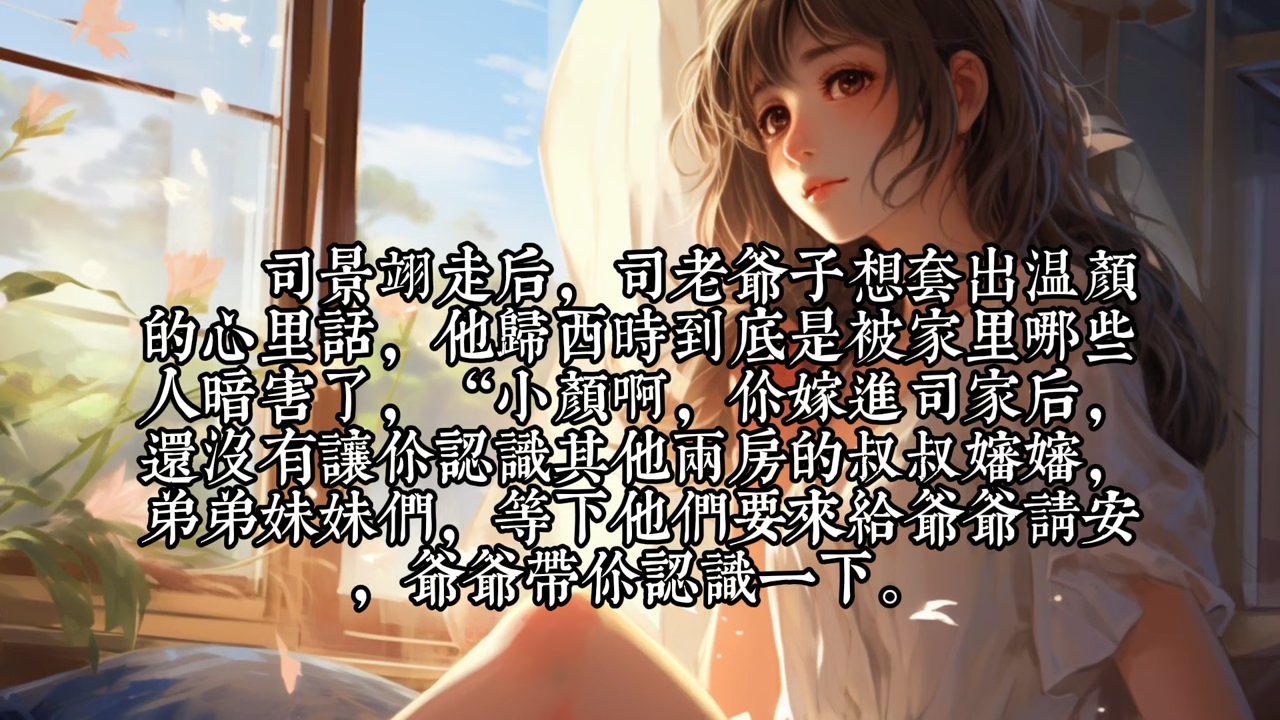 司景翊走后，司老爺子想套出温顏
的心里話，他歸西時到底是被家里哪些
人暗害了，“小顏啊，你嫁進司家后，
還沒有讓你認識其他兩房的叔叔嬸嬸，
弟弟妹妹們，等下他們要來給爺爺請安
，爺爺帶你認識一下。